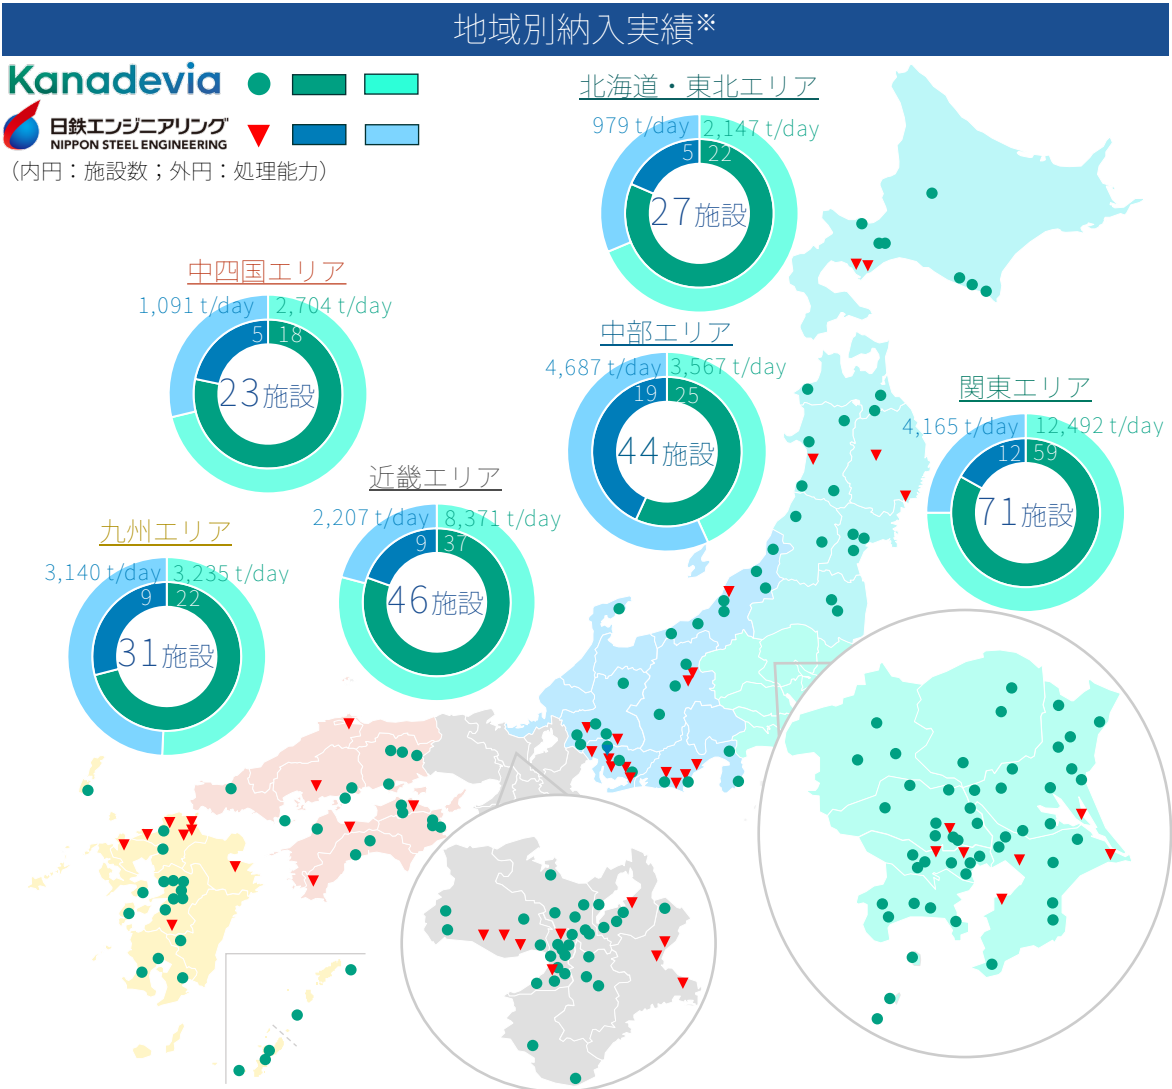 地域別納入実績※
Kanadevia
日鉄エンジニアリング
NIPPON STEEL ENGINEERING
（内円：施設数；外円：処理能力）
北海道・東北エリア
979 t/day 2,147 t/day
5 22
27施設
中四国エリア
1,091 t/day 2,704 t/day
5 18
23施設
中部エリア
4,687 t/day 3,567 t/day
19 25
44施設
関東エリア
4,165 t/day 12,492 t/day
12 59
71施設
近畿エリア
2,207 t/day 8,371 t/day
9 37
46施設
九州エリア
3,140 t/day 3,235 t/day
9 22
31施設